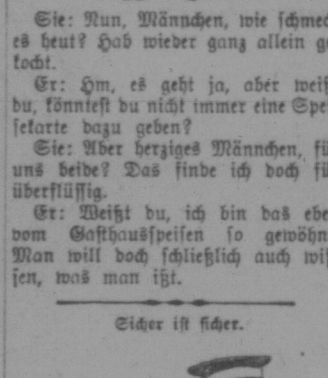 Sie: Nun, Männchen, wie schmec
es heut? Hab wieder ganz allein g
kocht.
Er: Hm, es geht ja, aber weiß
du, könntest du nicht immer eine Spe
sekarte dazu geben?
Sie: Aber herziges Männchen, fü
uns beide? Das finde ich doch fü
überflüssig.
Er: Weißt du, ich bin das ebe
vom Gasthausspeisen so gewöhn
Man will doch schließlich auch wis
sen, was man ißt.
Sicher ist sicher.